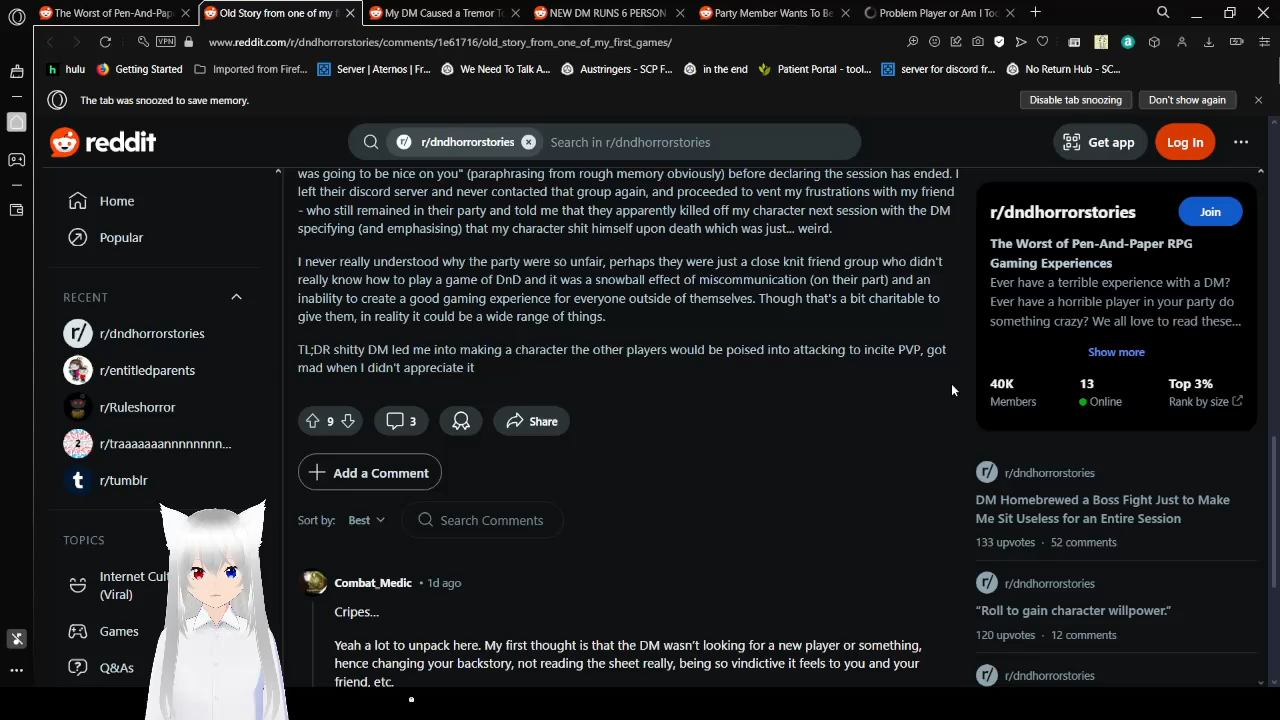 The Worst of Pen-And-Pape
Old Story from one of my f
My DM Caused a Tremor T
NEW DM RUNS 6 PERSON
Party Member Wants To Be
Problem Player or Am I Too
VPN
www.reddit.com/r/dndhorrorstories/comments/1e61716/old_story_from_one_of_my_first_games/
hulu
Getting Started
Imported from Firef...
Server | Aternos | Fr...
We Need To Talk A...
Austringers - SCP F...
in the end
Patient Portal - tool...
server for discord fr...
No Return Hub - SC...
The tab was snoozed to save memory.
Disable tab snoozing
Don't show again
reddit
r/dndhorrorstories
Search in r/dndhorrorstories
Get app
Log In
Home
Popular
RECENT
r/dndhorrorstories
r/entitledparents
r/Ruleshorror
r/traaaaaaannnnnnnn...
r/tumblr
TOPICS
Internet Cul
(Viral)
Games
Q&As
was going to be nice on you" (paraphrasing from rough memory obviously) before declaring the session has ended. I
left their discord server and never contacted that group again, and proceeded to vent my frustrations with my friend
- who still remained in their party and told me that they apparently killed off my character next session with the DM
specifying (and emphasising) that my character shit himself upon death which was just... weird.
I never really understood why the party were so unfair, perhaps they were just a close knit friend group who didn't
really know how to play a game of DnD and it was a snowball effect of miscommunication (on their part) and an
inability to create a good gaming experience for everyone outside of themselves. Though that's a bit charitable to
give them, in reality it could be a wide range of things.
TL;DR shitty DM led me into making a character the other players would be poised into attacking to incite PVP, got
mad when I didn't appreciate it
9
3
Share
Add a Comment
Sort by: Best
Search Comments
Combat_Medic • 1d ago
Cripes...
Yeah a lot to unpack here. My first thought is that the DM wasn't looking for a new player or something,
hence changing your backstory, not reading the sheet really, being so vindictive it feels to you and your
friend, etc.
r/dndhorrorstories
Join
The Worst of Pen-And-Paper RPG
Gaming Experiences
Ever have a terrible experience with a DM?
Ever have a horrible player in your party do
something crazy? We all love to read these...
Show more
40K
Members
13
Online
Top 3%
Rank by size
r/dndhorrorstories
DM Homebrewed a Boss Fight Just to Make
Me Sit Useless for an Entire Session
133 upvotes · 52 comments
r/dndhorrorstories
"Roll to gain character willpower."
120 upvotes · 12 comments
r/dndhorrorstories